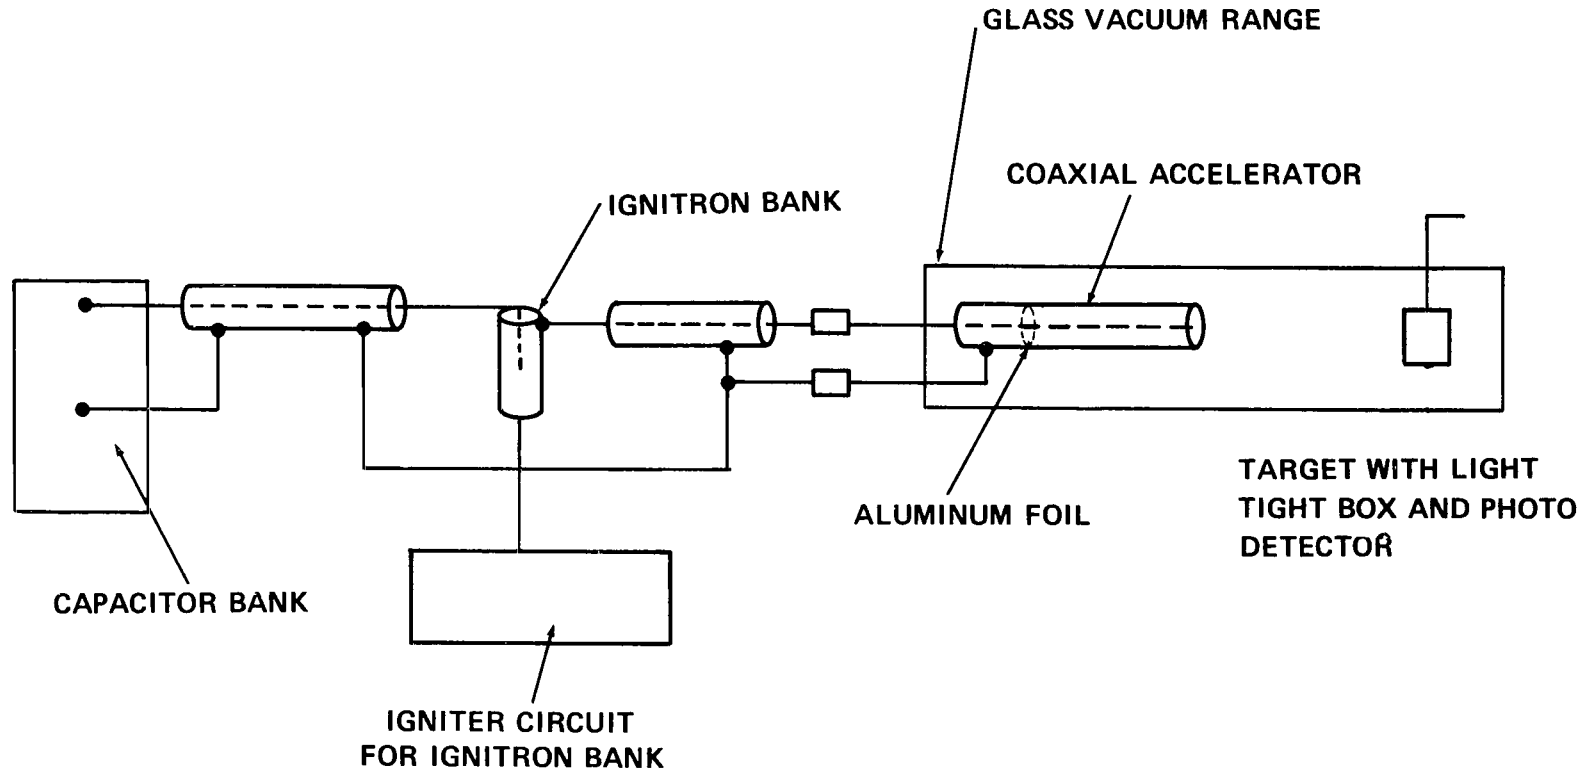 GLASS VACUUM RANGE
COAXIAL ACCELERATOR
IGNITRON BANK
TARGET WITH LIGHT
TIGHT BOX AND PHOTO
DETECTOR
ALUMINUM FOIL
CAPACITOR BANK
IGNITER CIRCUIT
FOR IGNITRON BANK